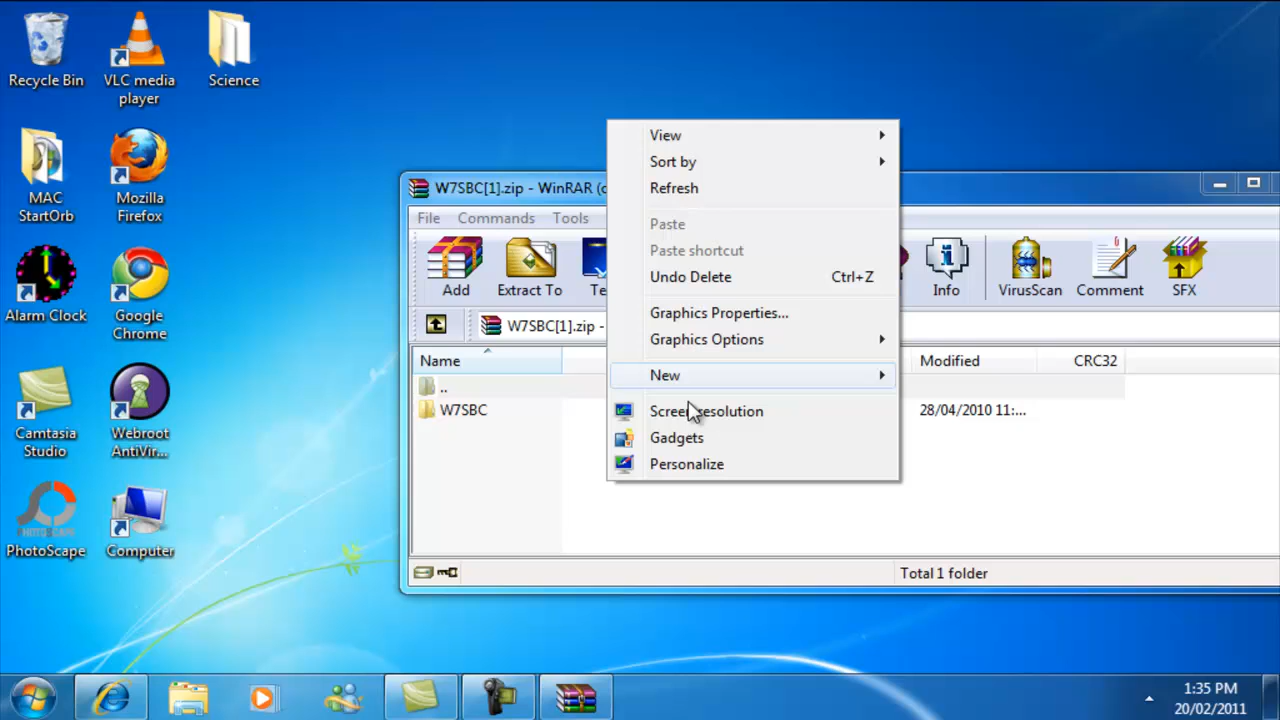 Recycle Bin
VLC media
player
Science
MAC
StartOrb
Mozilla
Firefox
Alarm Clock
Google
Chrome
Camtasia
Studio
Webroot
AntiVir...
PHOTOSCAPE
PhotoScape
Computer
W7SBC[1].zip - WinRAR (
File
Commands
Tools
Add
Extract To
Te
Info
VirusScan
Comment
SFX
W7SBC[1].zip -
Name
Modified
CRC32
..
W7SBC
28/04/2010 11:...
Total 1 folder
View
Sort by
Refresh
Paste
Paste shortcut
Undo Delete
Ctrl+Z
Graphics Properties...
Graphics Options
New
Screen resolution
Gadgets
Personalize
1:35 PM
20/02/2011